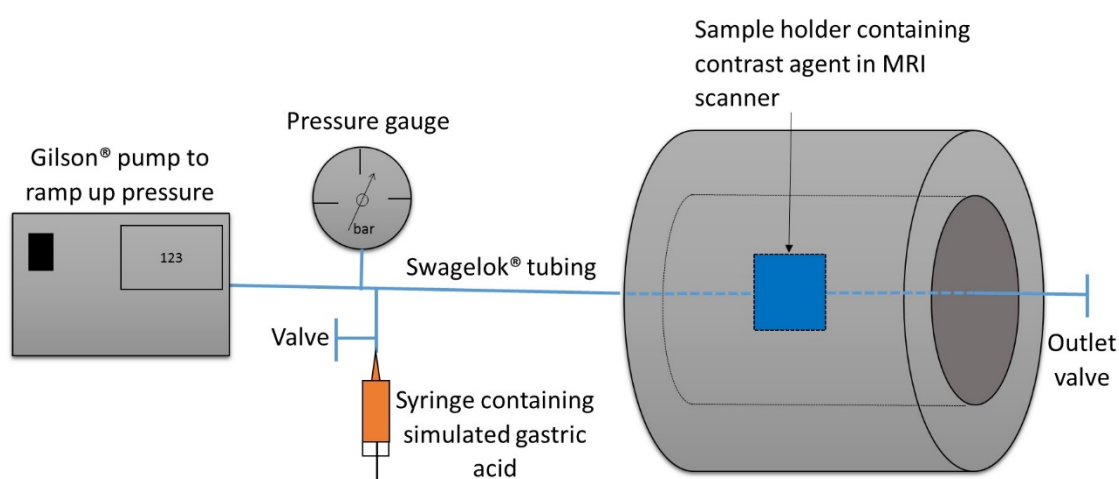 Sample holder containing
contrast agent in MRI
scanner
Pressure gauge
Gilson® pump to
ramp up pressure
bar
123
Swagelok® tubing
Valve
Outlet
valve
Syringe containing
simulated gastric
acid